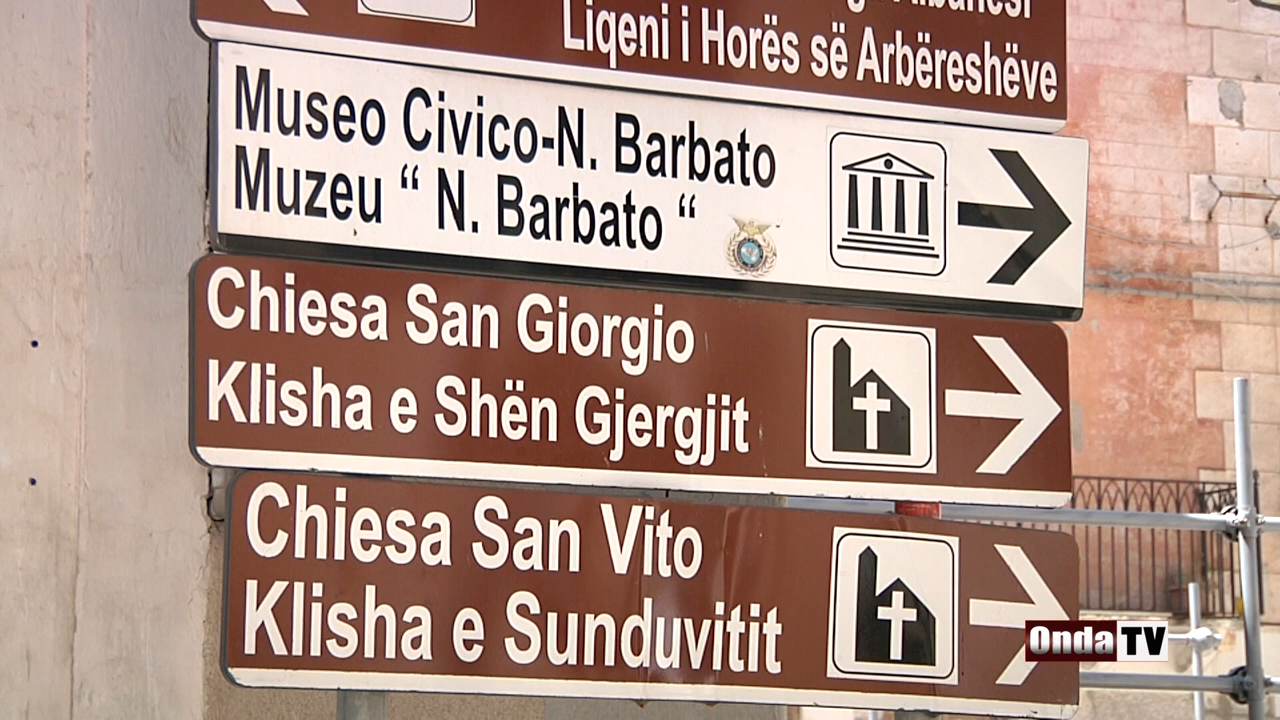 Albanesi
Liqeni i Horës së Arbëreshëve
Museo Civico-N. Barbato
Muzeu “ N. Barbato “
Chiesa San Giorgio
Klisha e Shën Gjergjit
Chiesa San Vito
Klisha e Sunduvitit
OndaTV